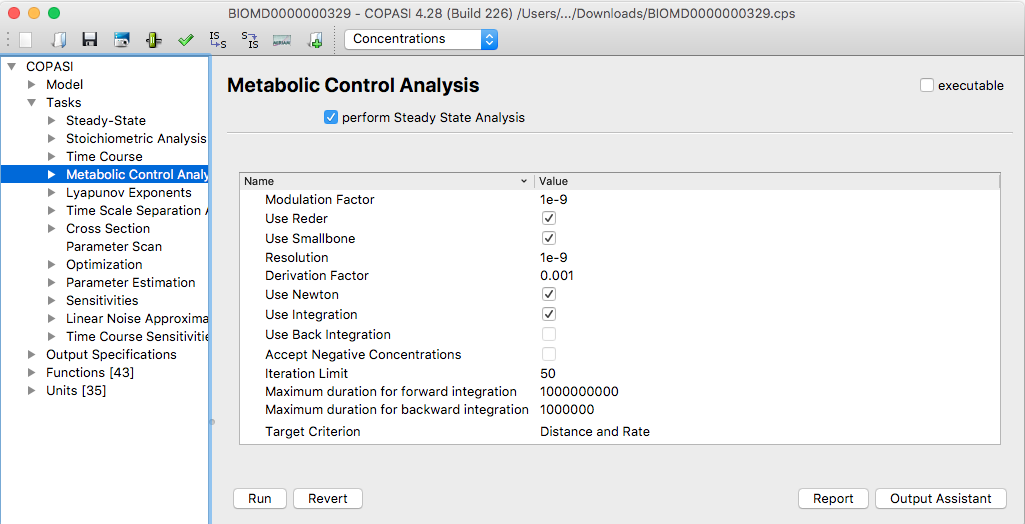 BIOMD0000000329 - COPASI 4.28 (Build 226) /Users/.../Downloads/BIOMD0000000329.cps
IS
S
S
IS
MIRIAM
Concentrations
COPASI
Model
Tasks
Steady-State
Stoichiometric Analysis
Time Course
Metabolic Control Analy
Lyapunov Exponents
Time Scale Separation A
Cross Section
Parameter Scan
Optimization
Parameter Estimation
Sensitivities
Linear Noise Approxima
Time Course Sensitivitie
Output Specifications
Functions [43]
Units [35]
Metabolic Control Analysis
executable
perform Steady State Analysis
Name Value
Modulation Factor 1e-9
Use Reder
Use Smallbone
Resolution 1e-9
Derivation Factor 0.001
Use Newton
Use Integration
Use Back Integration
Accept Negative Concentrations
Iteration Limit 50
Maximum duration for forward integration 1000000000
Maximum duration for backward integration 1000000
Target Criterion Distance and Rate
Run Revert Report Output Assistant